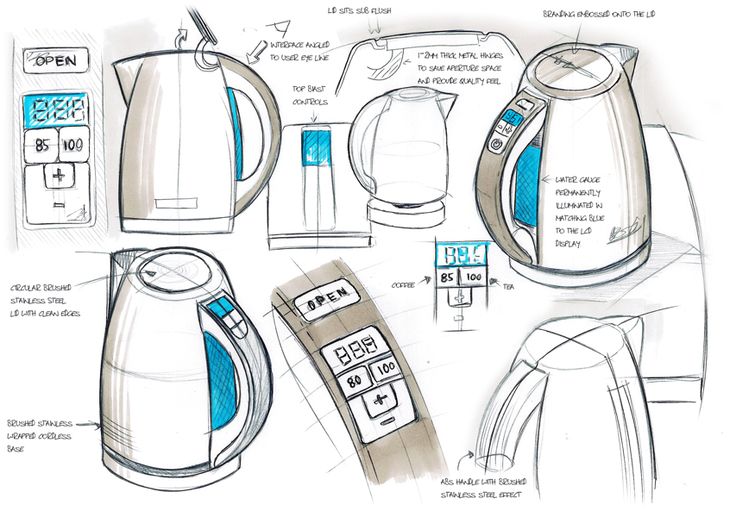 LID SITS SUB FLUSH
BRANDING EMBOSSED ONTO THE LID
OPEN
INTERFACE ANGLED
TO USER EYE LINE
1*2MM THICK METAL HINGES
TO SAVE APERTURE SPACE
AND PROVIDE QUALITY FEEL
TOP BLAST
CONTROLS
888
85 100
+
-
WATER GAUGE
PERMANENTLY
ILLUMINATED IN
MATCHING BLUE
TO THE LCD
DISPLAY
CIRCULAR BRUSHED
STAINLESS STEEL
LID WITH CLEAN EDGES
OPEN
888
80 100
+
-
COFFEE
85 100
TEA
+
-
BRUSHED STAINLESS
WRAPPED CORDLESS
BASE
ABS HANDLE WITH BRUSHED
STAINLESS STEEL EFFECT